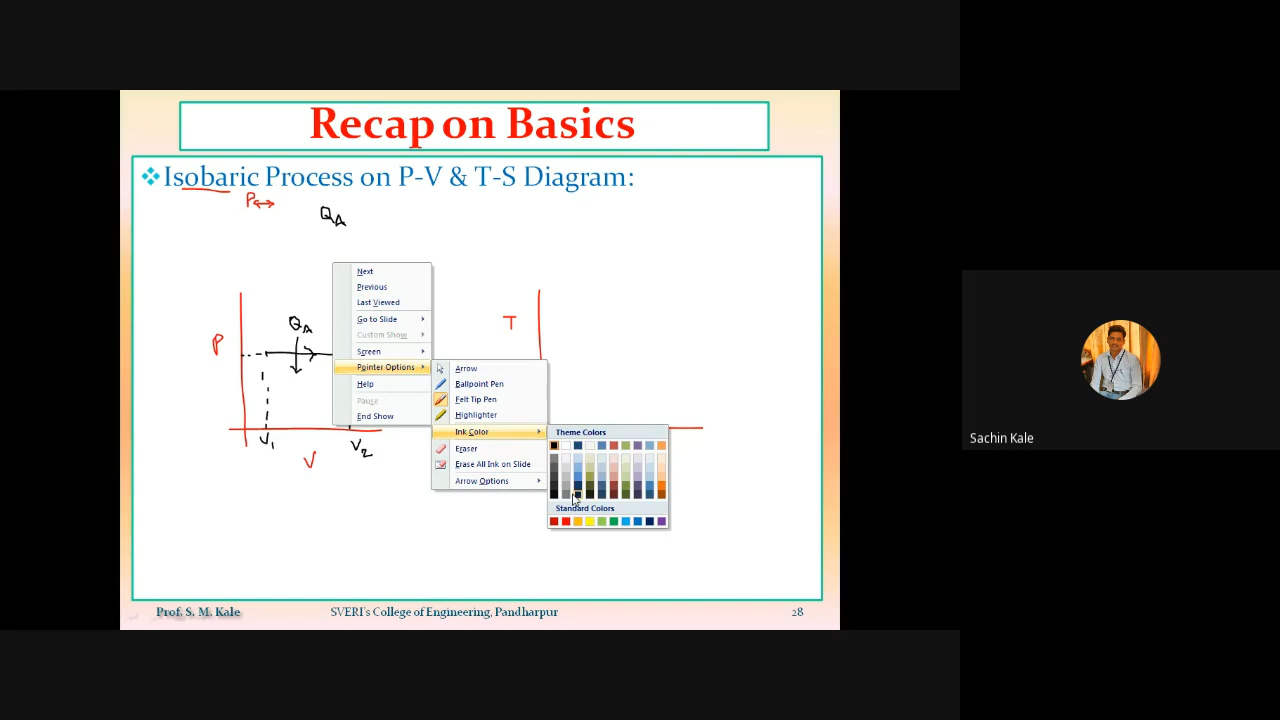 Recap on Basics
❖Isobaric Process on P-V & T-S Diagram:
P↔
QA
Next
Previous
Last Viewed
Go to Slide
Custom Show
Screen
Pointer Options
Help
Pause
End Show
Arrow
Ballpoint Pen
Felt Tip Pen
Highlighter
Ink Color
Eraser
Erase All Ink on Slide
Arrow Options
Theme Colors
Standard Colors
QA
P
V1
V2
V
T
Prof. S. M. Kale
SVERI's College of Engineering, Pandharpur
28
Sachin Kale